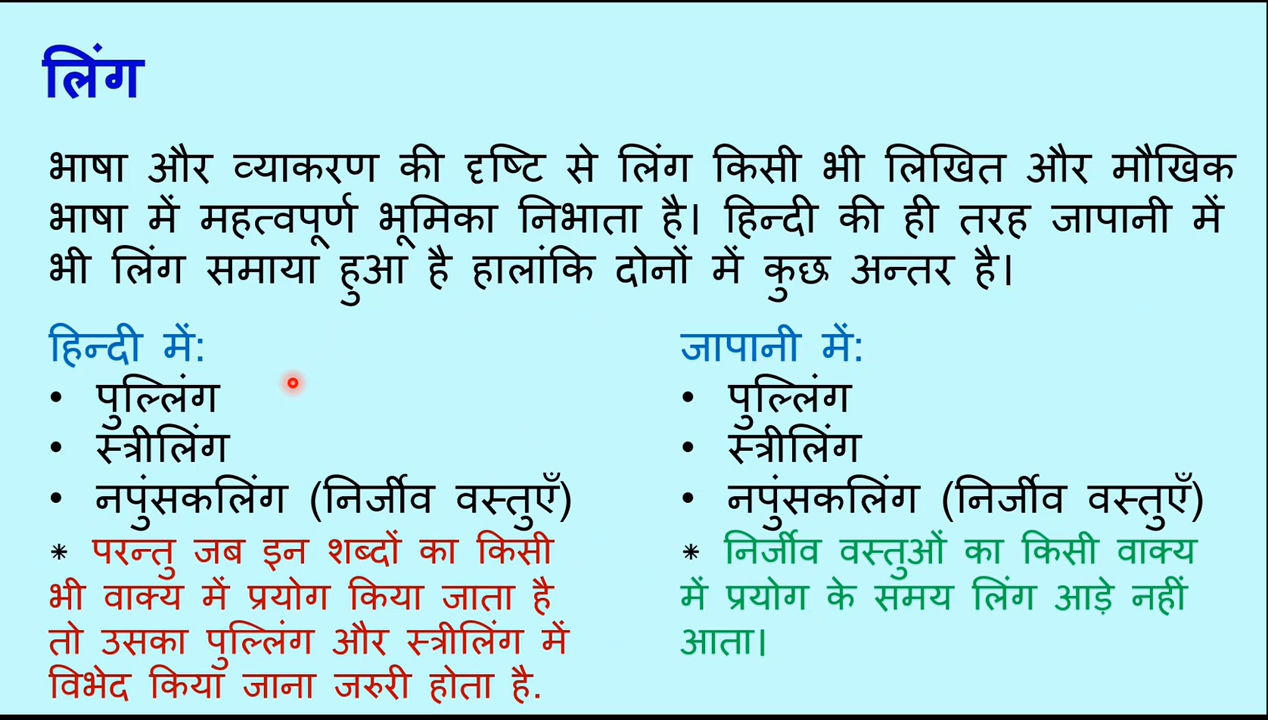 लिंग
भाषा और व्याकरण की दृष्टि से लिंग किसी भी लिखित और मौखिक
भाषा में महत्वपूर्ण भूमिका निभाता है। हिन्दी की ही तरह जापानी में
भी लिंग समाया हुआ है हालांकि दोनों में कुछ अन्तर है।
हिन्दी में:
• पुल्लिंग
• स्त्रीलिंग
• नपुंसकलिंग (निर्जीव वस्तुएँ)
* परन्तु जब इन शब्दों का किसी
भी वाक्य में प्रयोग किया जाता है
तो उसका पुल्लिंग और स्त्रीलिंग में
विभेद किया जाना जरुरी होता है.
जापानी में:
• पुल्लिंग
• स्त्रीलिंग
• नपुंसकलिंग (निर्जीव वस्तुएँ)
* निर्जीव वस्तुओं का किसी वाक्य
में प्रयोग के समय लिंग आड़े नहीं
आता।